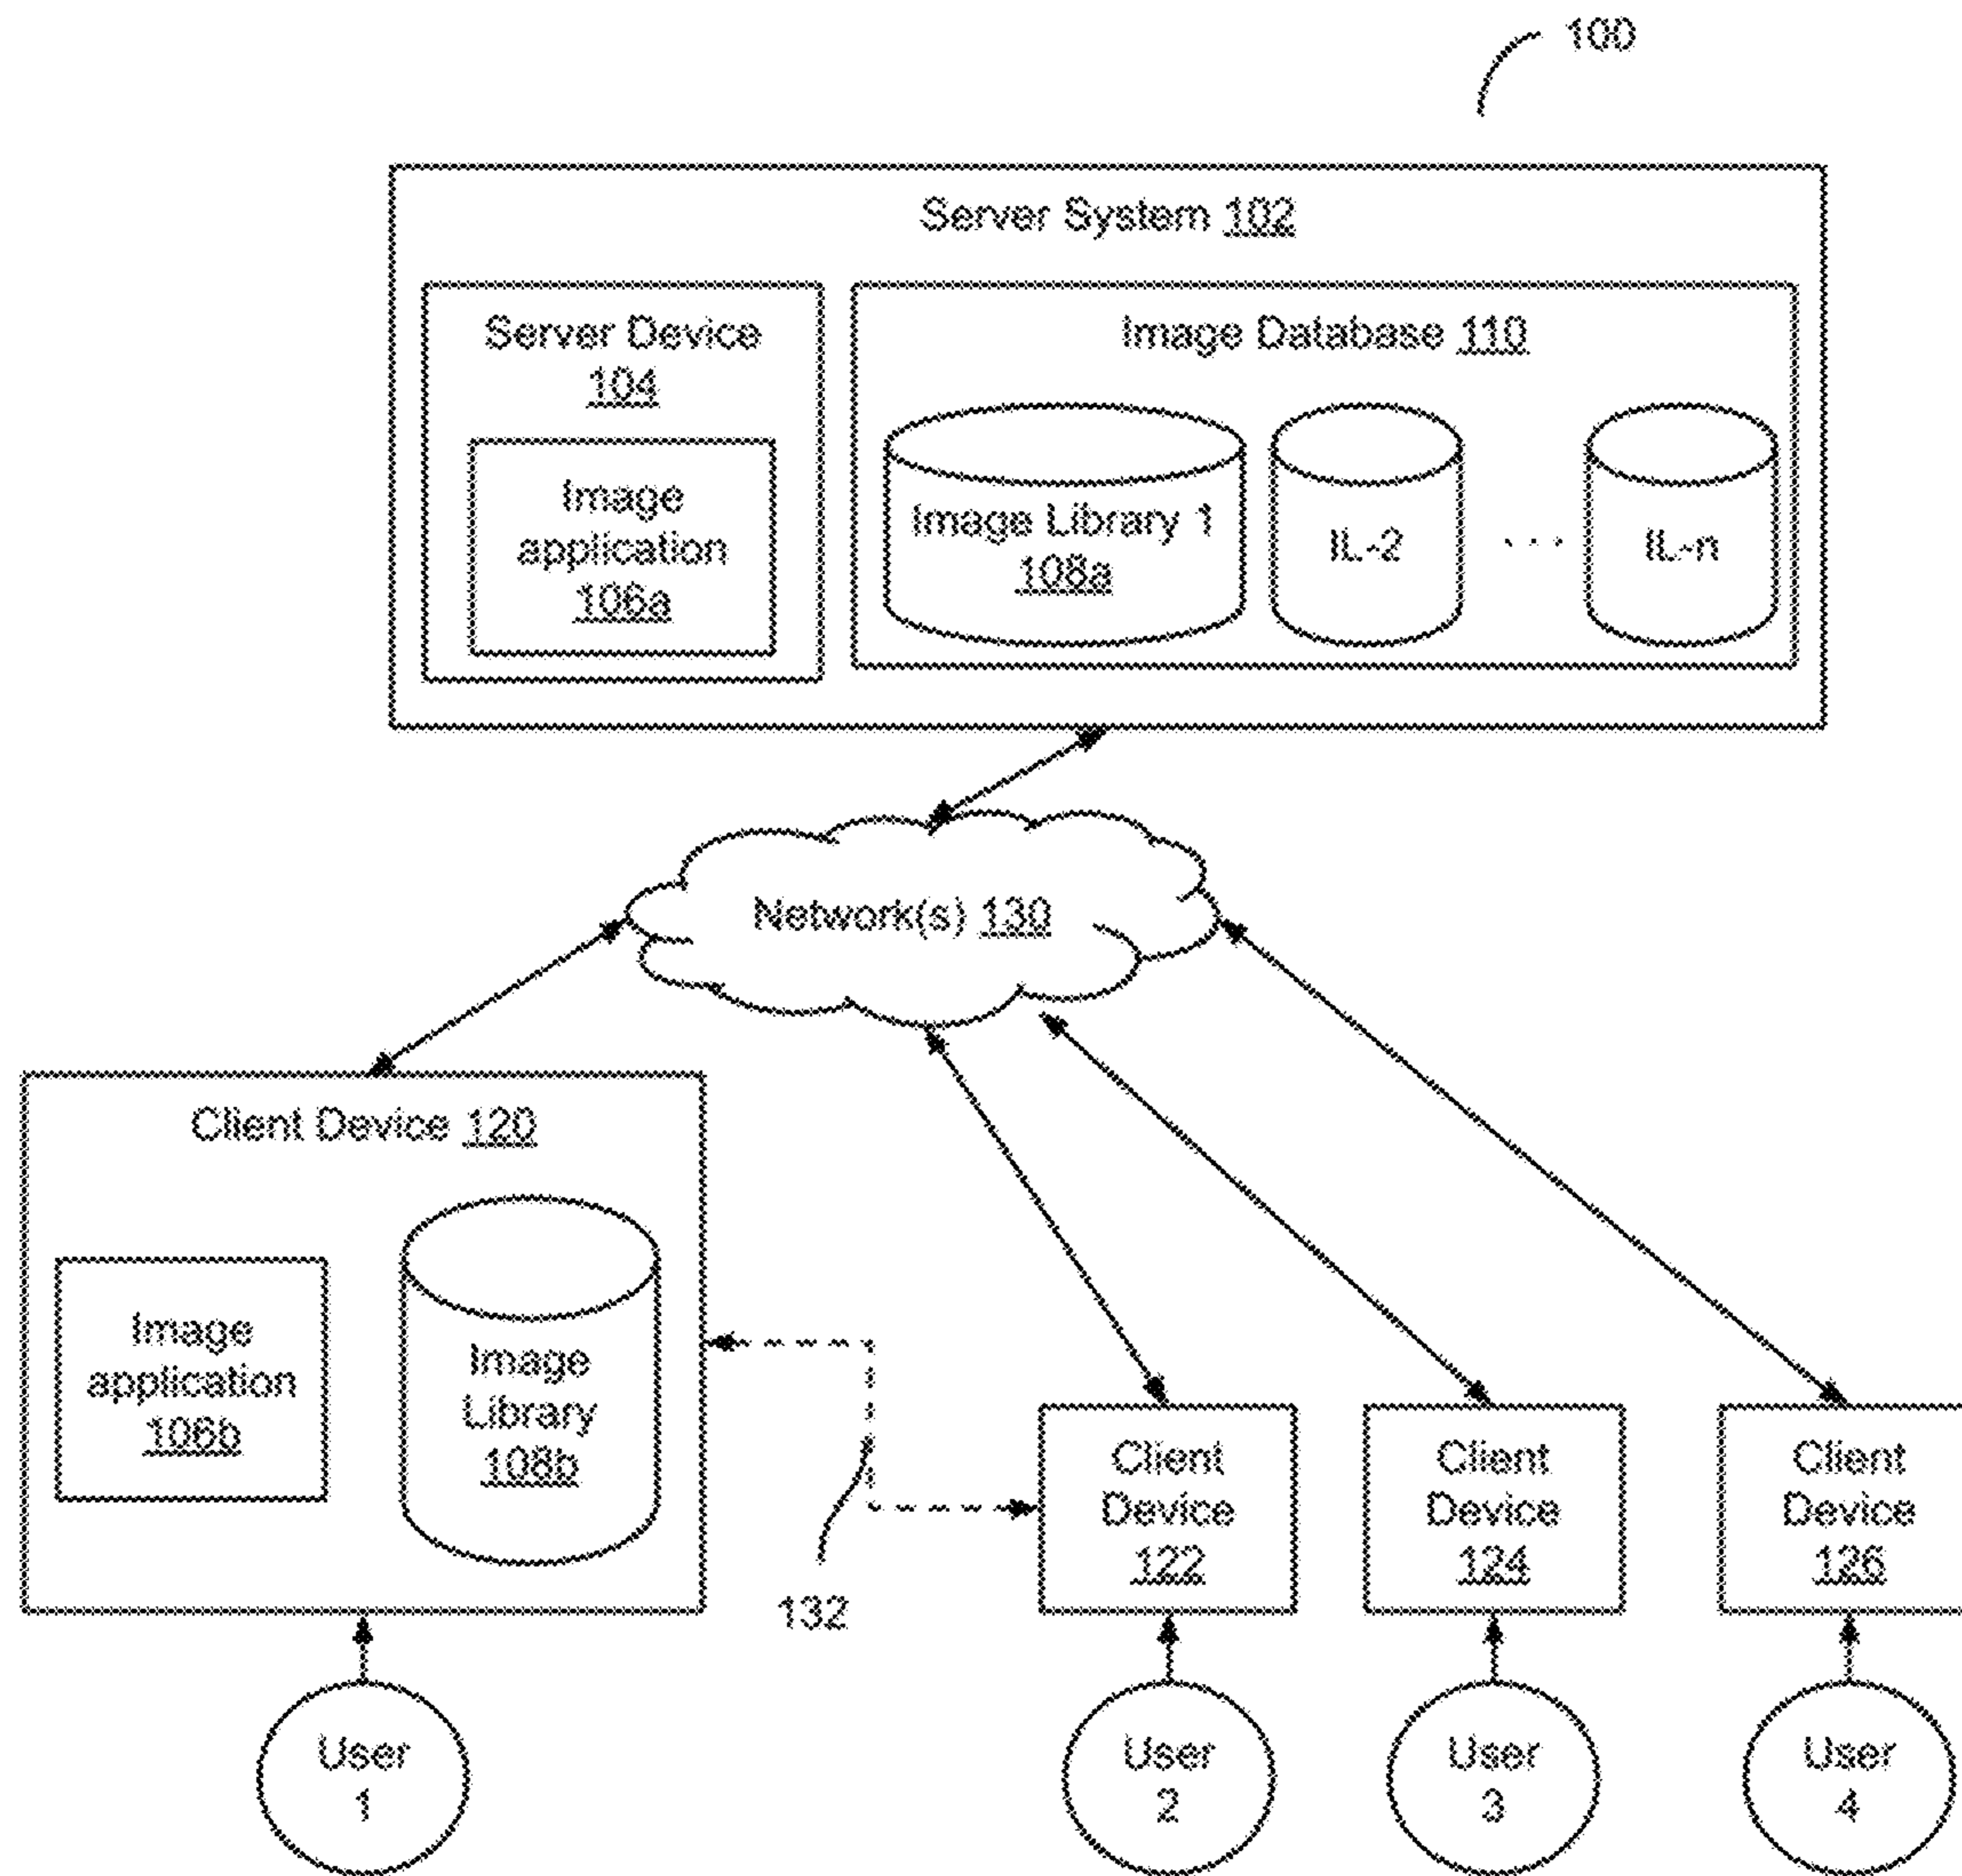 100
Server System 102
Server Device
104
Image
application
106a
Image Database 110
Image Library 1
108a
IL-2
. . .
IL-n
Network(s) 130
Client Device 120
Image
application
106b
Image
Library
108b
132
Client
Device
122
Client
Device
124
Client
Device
126
User
1
User
2
User
3
User
4